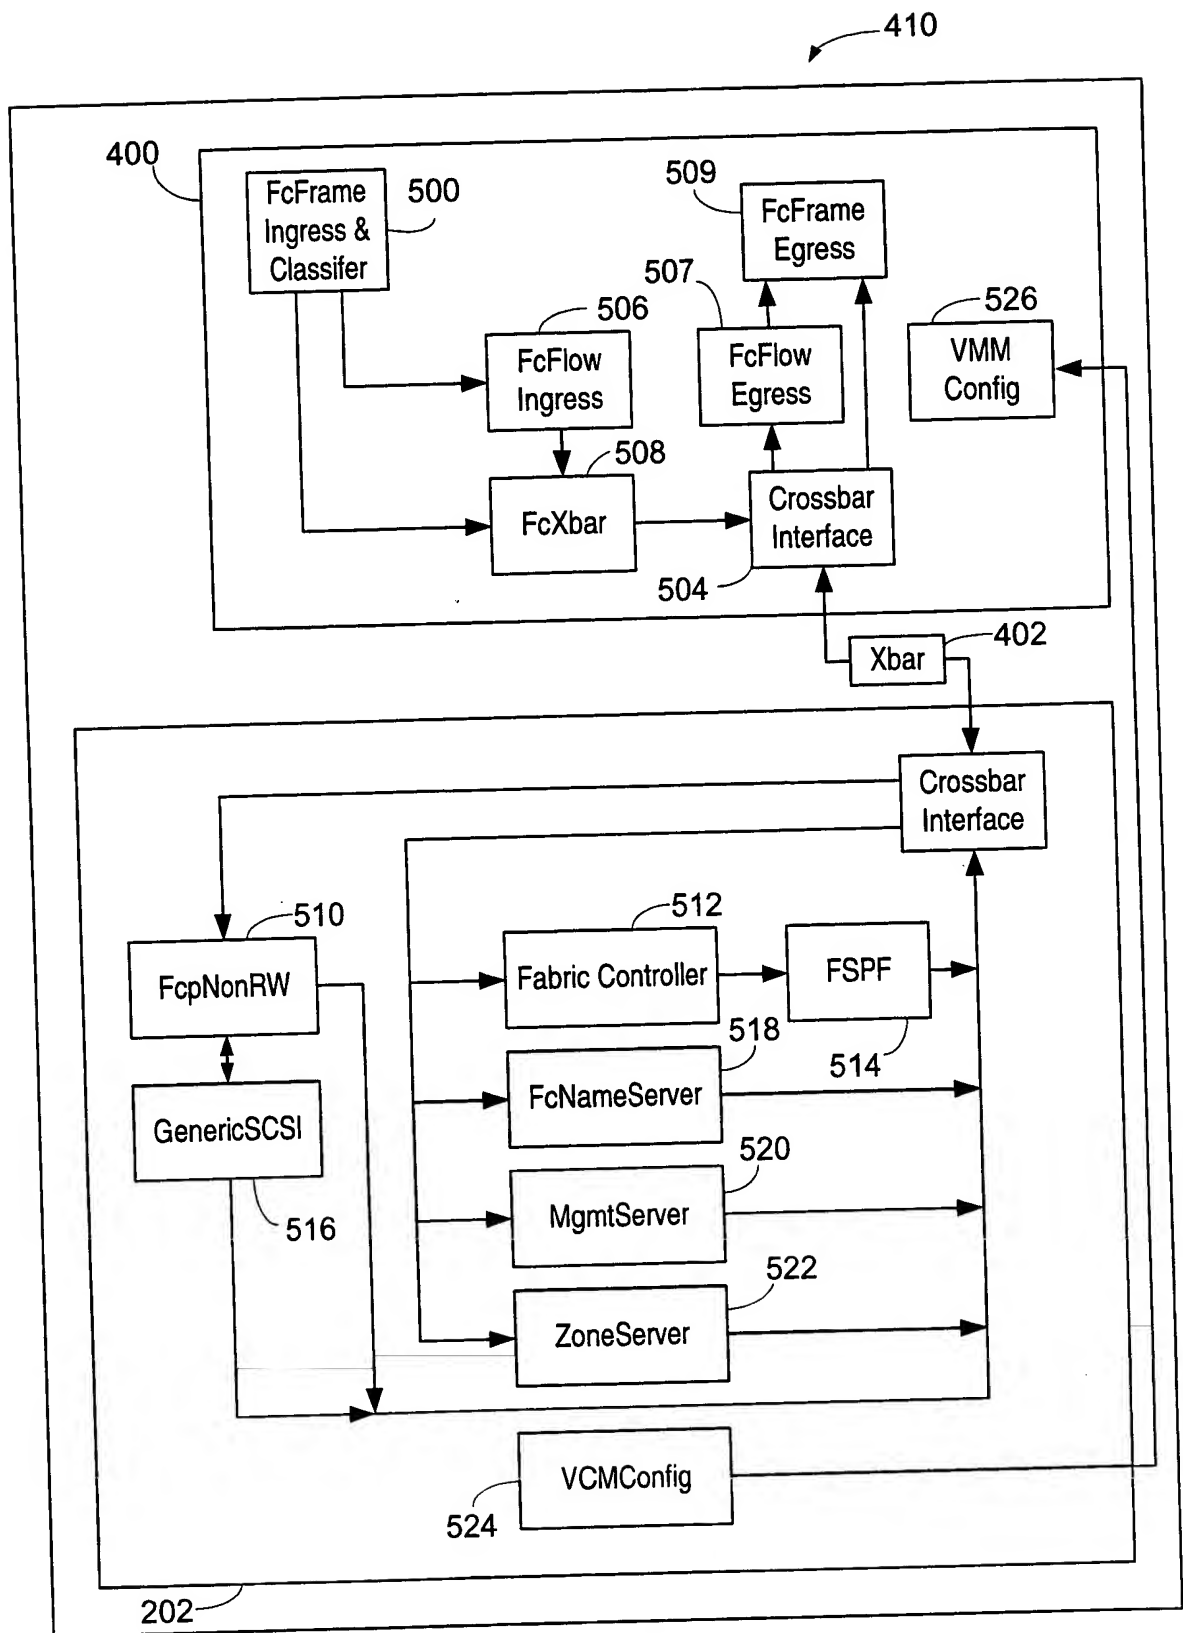 410
400
FcFrame
Ingress &
Classifer
500
509
FcFrame
Egress
507
506
526
FcFlow
Ingress
FcFlow
Egress
VMM
Config
508
FcXbar
Crossbar
Interface
504
Xbar
402
Crossbar
Interface
510
FcpNonRW
512
Fabric Controller
FSPF
514
518
FcNameServer
GenericSCSI
516
520
MgmtServer
522
ZoneServer
VCMConfig
524
202